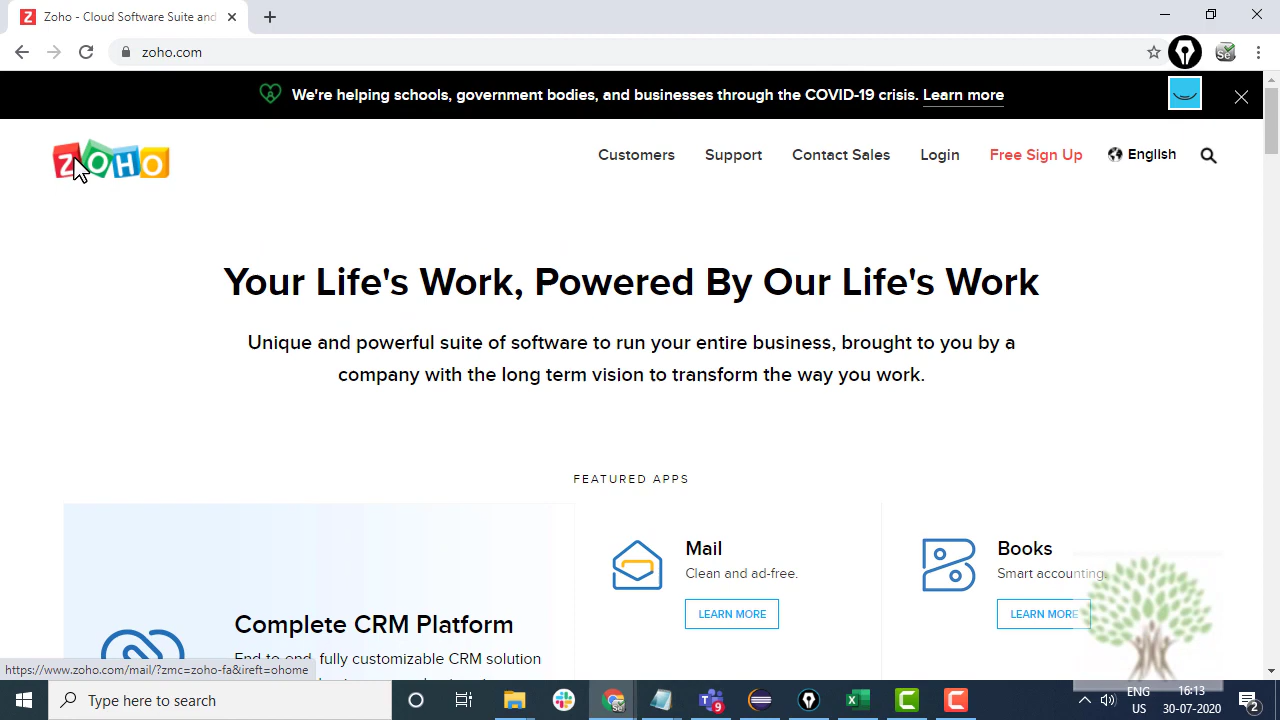 Zoho - Cloud Software Suite and
zoho.com
We're helping schools, government bodies, and businesses through the COVID-19 crisis. Learn more
ZOHO
Customers
Support
Contact Sales
Login
Free Sign Up
English
Your Life's Work, Powered By Our Life's Work
Unique and powerful suite of software to run your entire business, brought to you by a
company with the long term vision to transform the way you work.
FEATURED APPS
Mail
Clean and ad-free.
LEARN MORE
Books
Smart accounting.
LEARN MORE
Complete CRM Platform
End-to-end, fully customizable CRM solution
https://www.zoho.com/mail/?zmc=zoho-fa&ireft=ohome
Type here to search
9
ENG
US
16:13
30-07-2020
2